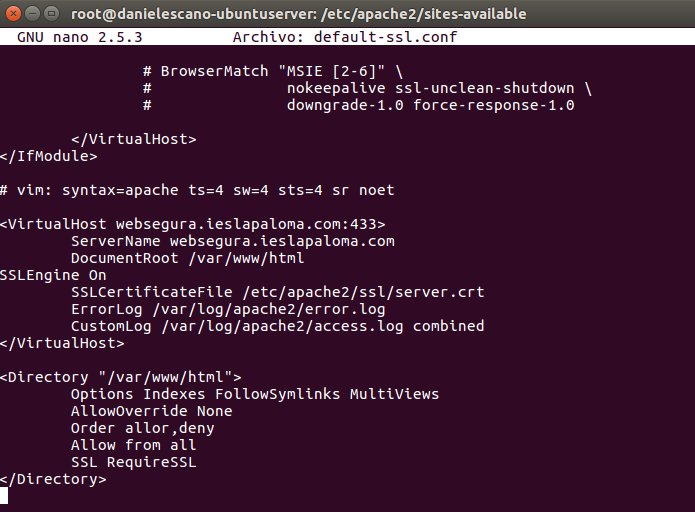 root@danielescano-ubuntuserver: /etc/apache2/sites-available
GNU nano 2.5.3 Archivo: default-ssl.conf
# BrowserMatch "MSIE [2-6]" \
# nokeepalive ssl-unclean-shutdown \
# downgrade-1.0 force-response-1.0
</VirtualHost>
</IfModule>
# vim: syntax=apache ts=4 sw=4 sts=4 sr noet
<VirtualHost websegura.ieslapaloma.com:433>
ServerName websegura.ieslapaloma.com
DocumentRoot /var/www/html
SSLEngine On
SSLCertificateFile /etc/apache2/ssl/server.crt
ErrorLog /var/log/apache2/error.log
CustomLog /var/log/apache2/access.log combined
</VirtualHost>
<Directory "/var/www/html">
Options Indexes FollowSymlinks MultiViews
AllowOverride None
Order allor,deny
Allow from all
SSL RequireSSL
</Directory>